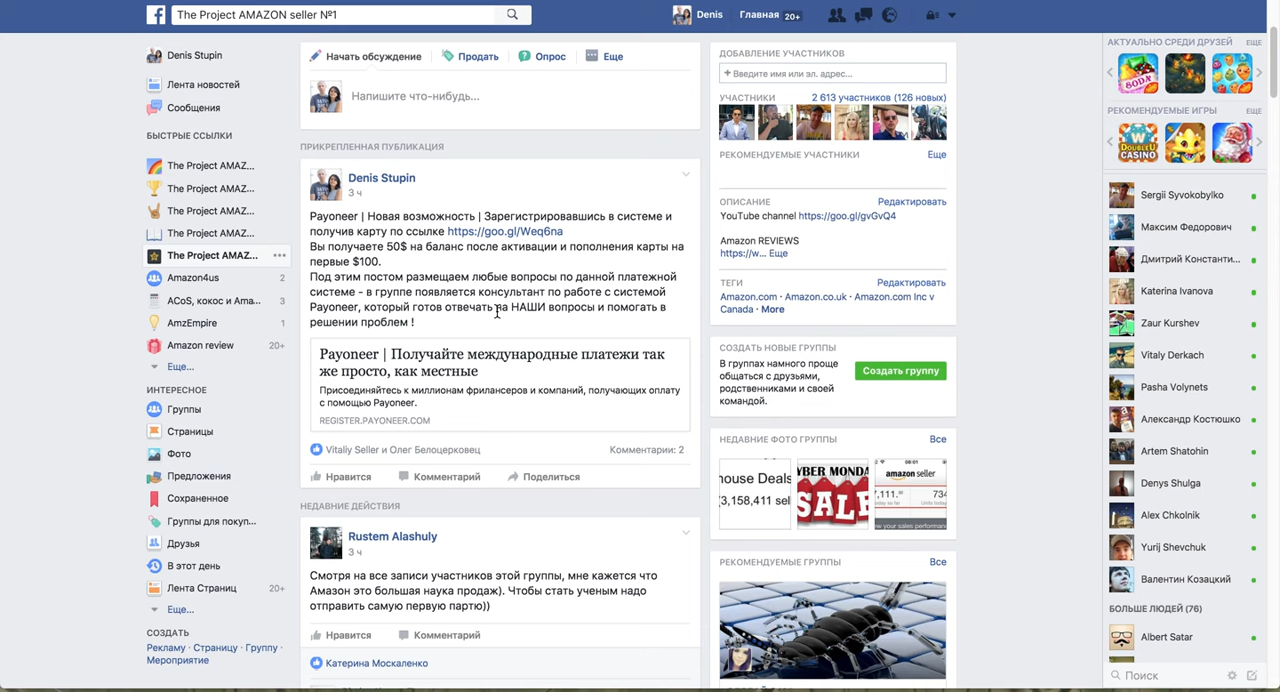 The Project AMAZON seller №1
Denis
Главная 20+
Denis Stupin
Лента новостей
Сообщения
БЫСТРЫЕ ССЫЛКИ
The Project AMAZ...
The Project AMAZ...
The Project AMAZ...
The Project AMAZ...
The Project AMAZ...
Amazon4us 2
ACoS, кокос и Ama... 3
AmzEmpire 1
Amazon review 20+
Еще...
ИНТЕРЕСНОЕ
Группы
Страницы
Фото
Предложения
Сохраненное
Группы для покуп...
Друзья
В этот день
Лента Страниц 20+
Еще...
СОЗДАТЬ
Рекламу · Страницу · Группу ·
Мероприятие
Начать обсуждение
Продать
Опрос
Еще
Напишите что-нибудь...
ПРИКРЕПЛЕННАЯ ПУБЛИКАЦИЯ
Denis Stupin
3 ч
Payoneer | Новая возможность | Зарегистрировавшись в системе и
получив карту по ссылке https://goo.gl/Weq6na
Вы получаете 50$ на баланс после активации и пополнения карты на
первые $100.
Под этим постом размещаем любые вопросы по данной платежной
системе - в группе появляется консультант по работе с системой
Payoneer, который готов отвечать на НАШИ вопросы и помогать в
решении проблем !
Payoneer | Получайте международные платежи так
же просто, как местные
Присоединяйтесь к миллионам фрилансеров и компаний, получающих оплату
с помощью Payoneer.
REGISTER.PAYONEER.COM
Vitaliy Seller и Олег Белоцерковец
Комментарии: 2
Нравится
Комментарий
Поделиться
НЕДАВНИЕ ДЕЙСТВИЯ
Rustem Alashuly
3 ч
Смотря на все записи участников этой группы, мне кажется что
Амазон это большая наука продаж). Чтобы стать ученым надо
отправить самую первую партю))
Нравится
Комментарий
Катерина Москаленко
ДОБАВЛЕНИЕ УЧАСТНИКОВ
+ Введите имя или эл. адрес...
УЧАСТНИКИ
2 613 участников (126 новых)
РЕКОМЕНДУЕМЫЕ УЧАСТНИКИ
Еще
ОПИСАНИЕ
Редактировать
YouTube channel https://goo.gl/gvGvQ4
Amazon REVIEWS
https://w... Еще
ТЕГИ
Редактировать
Amazon.com · Amazon.co.uk · Amazon.com Inc v
Canada · More
СОЗДАТЬ НОВЫЕ ГРУППЫ
В группах намного проще
общаться с друзьями,
родственниками и своей
командой.
Создать группу
НЕДАВНИЕ ФОТО ГРУППЫ
Все
house Deals
(3,158,411 sel
YBER MONDA
SALE
amazon seller
РЕКОМЕНДУЕМЫЕ ГРУППЫ
Все
АКТУАЛЬНО СРЕДИ ДРУЗЕЙ
ЕЩЕ
SODA
РЕКОМЕНДУЕМЫЕ ИГРЫ
ЕЩЕ
DOUBLEU
CASINO
Sergii Syvokobylko
Максим Федорович
Дмитрий Константи...
Katerina Ivanova
Zaur Kurshev
Vitaly Derkach
Pasha Volynets
Александр Костюшко
Artem Shatohin
Denys Shulga
Alex Chkolnik
Yurij Shevchuk
Валентин Козацкий
БОЛЬШЕ ЛЮДЕЙ (76)
Albert Satar
Поиск